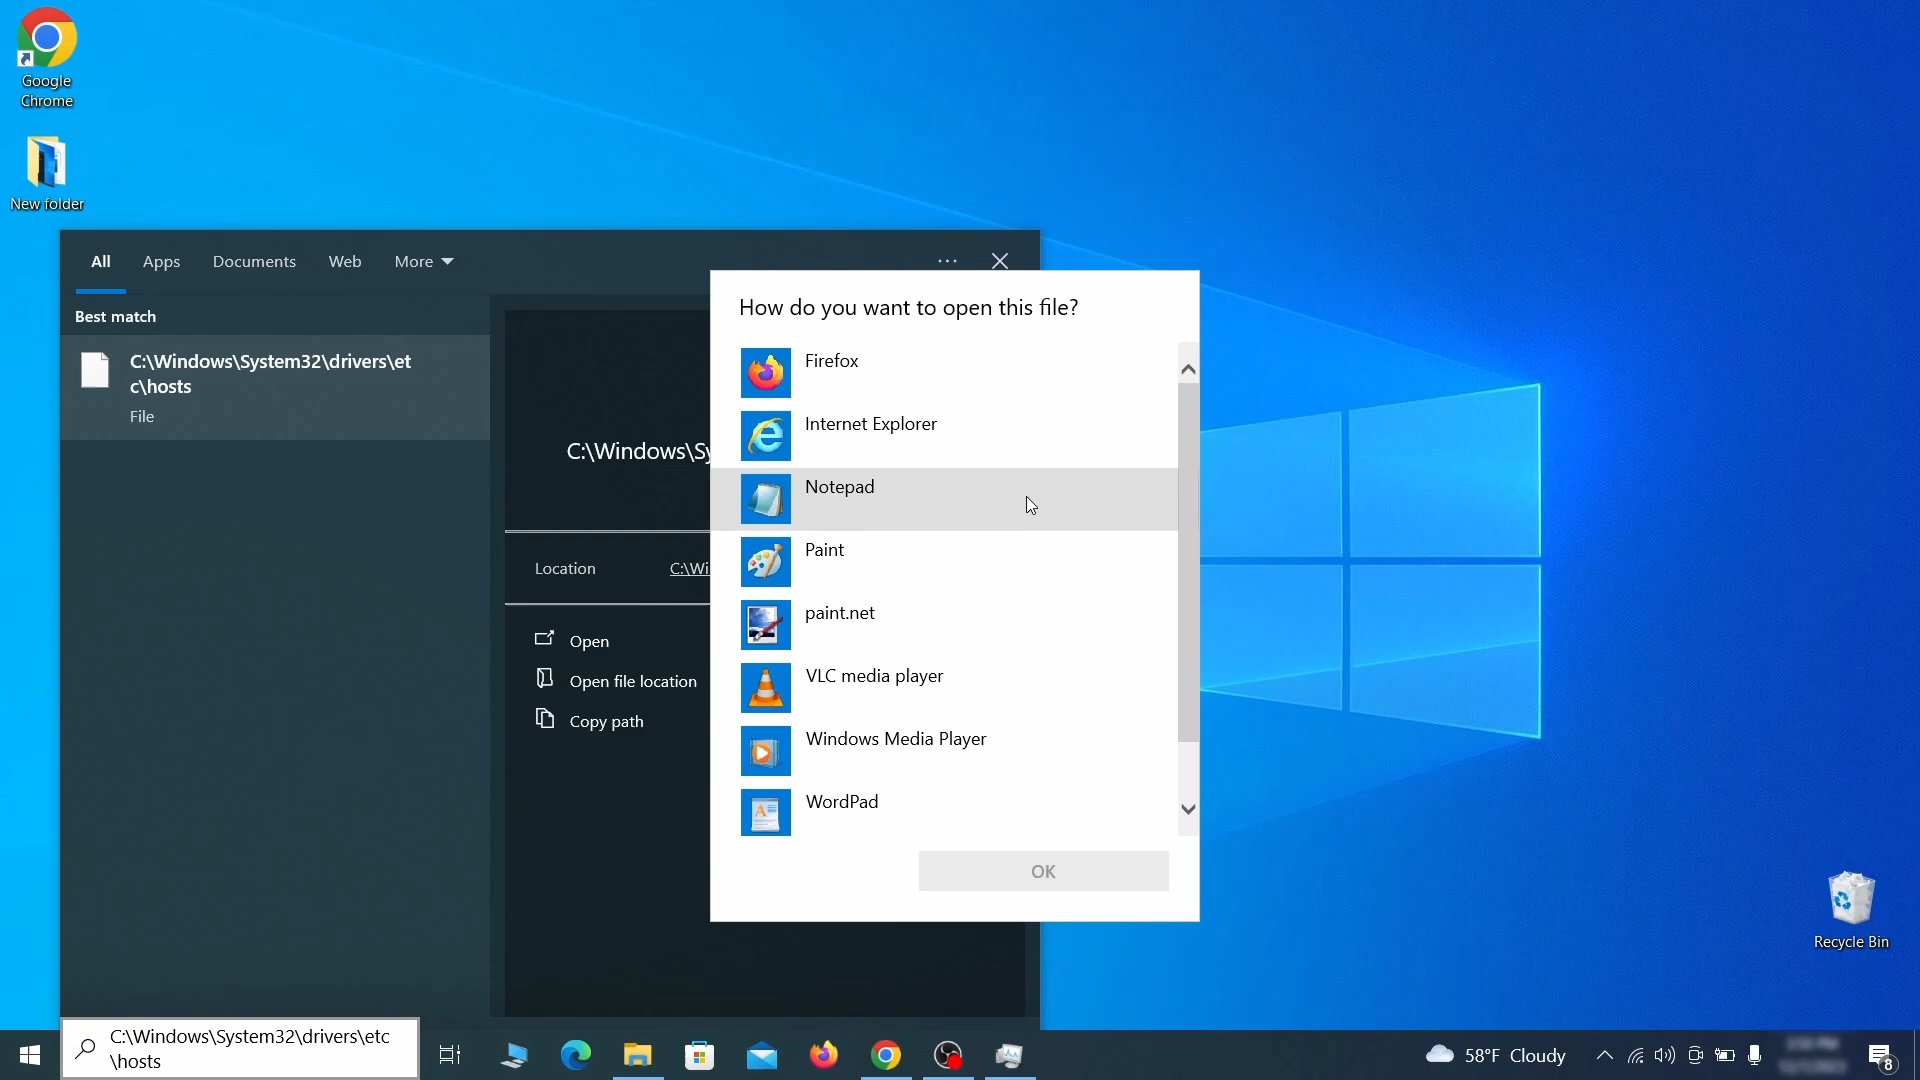 Google
Chrome
New folder
All Apps Documents Web More
Best match
C:\Windows\System32\drivers\et
c\hosts
File
C:\Windows\Sy
Location C:\Wi
Open
Open file location
Copy path
How do you want to open this file?
Firefox
Internet Explorer
Notepad
Paint
paint.net
VLC media player
Windows Media Player
WordPad
OK
Recycle Bin
C:\Windows\System32\drivers\etc
\hosts
58°F Cloudy
8